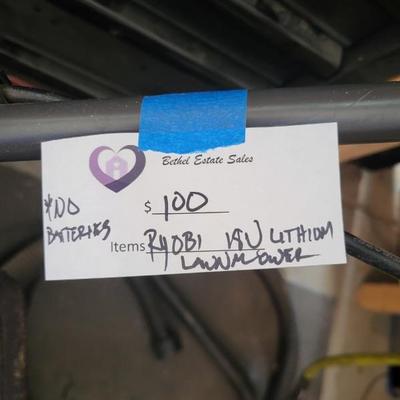 Bethel Estate Sales
*NO
BATTERIES
$ 100
Items RYOBI 18V LITHIUM
LAWNMOWER